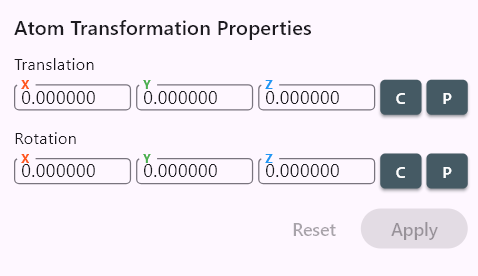 Atom Transformation Properties
Translation
X Y Z
0.000000 0.000000 0.000000 C P
Rotation
X Y Z
0.000000 0.000000 0.000000 C P
Reset Apply